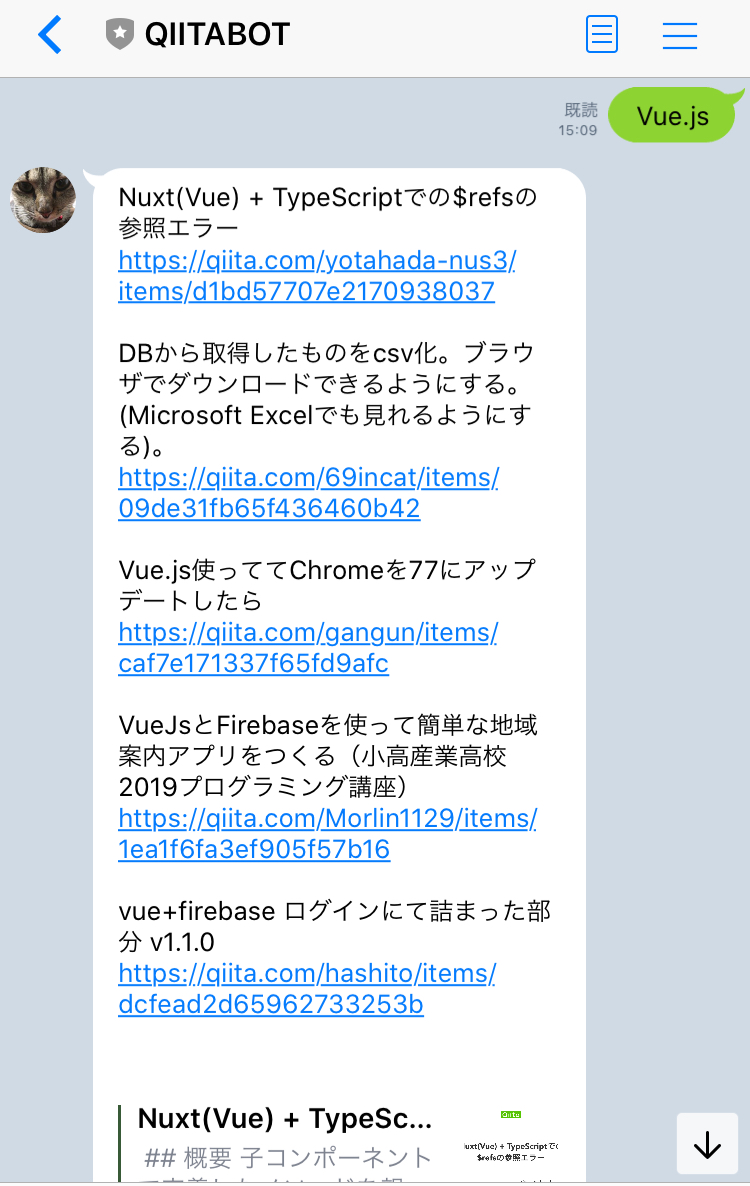 QIITABOT
既読
15:09
Vue.js
Nuxt(Vue) + TypeScriptでの$refsの
参照エラー
https://qiita.com/yotahada-nus3/
items/d1bd57707e2170938037
DBから取得したものをcsv化。ブラウ
ザでダウンロードできるようにする。
(Microsoft Excelでも見れるようにす
る)。
https://qiita.com/69incat/items/
09de31fb65f436460b42
Vue.js使っててChromeを77にアップ
デートしたら
https://qiita.com/gangun/items/
caf7e171337f65fd9afc
VueJsとFirebaseを使って簡単な地域
案内アプリをつくる（小高産業高校
2019プログラミング講座）
https://qiita.com/Morlin1129/items/
1ea1f6fa3ef905f57b16
vue+firebase ログインにて詰まった部
分 v1.1.0
https://qiita.com/hashito/items/
dcfead2d65962733253b
Nuxt(Vue) + TypeSc...
## 概要 子コンポーネント
Qiita
uxt(Vue) + TypeScriptで
$refsの参照エラー